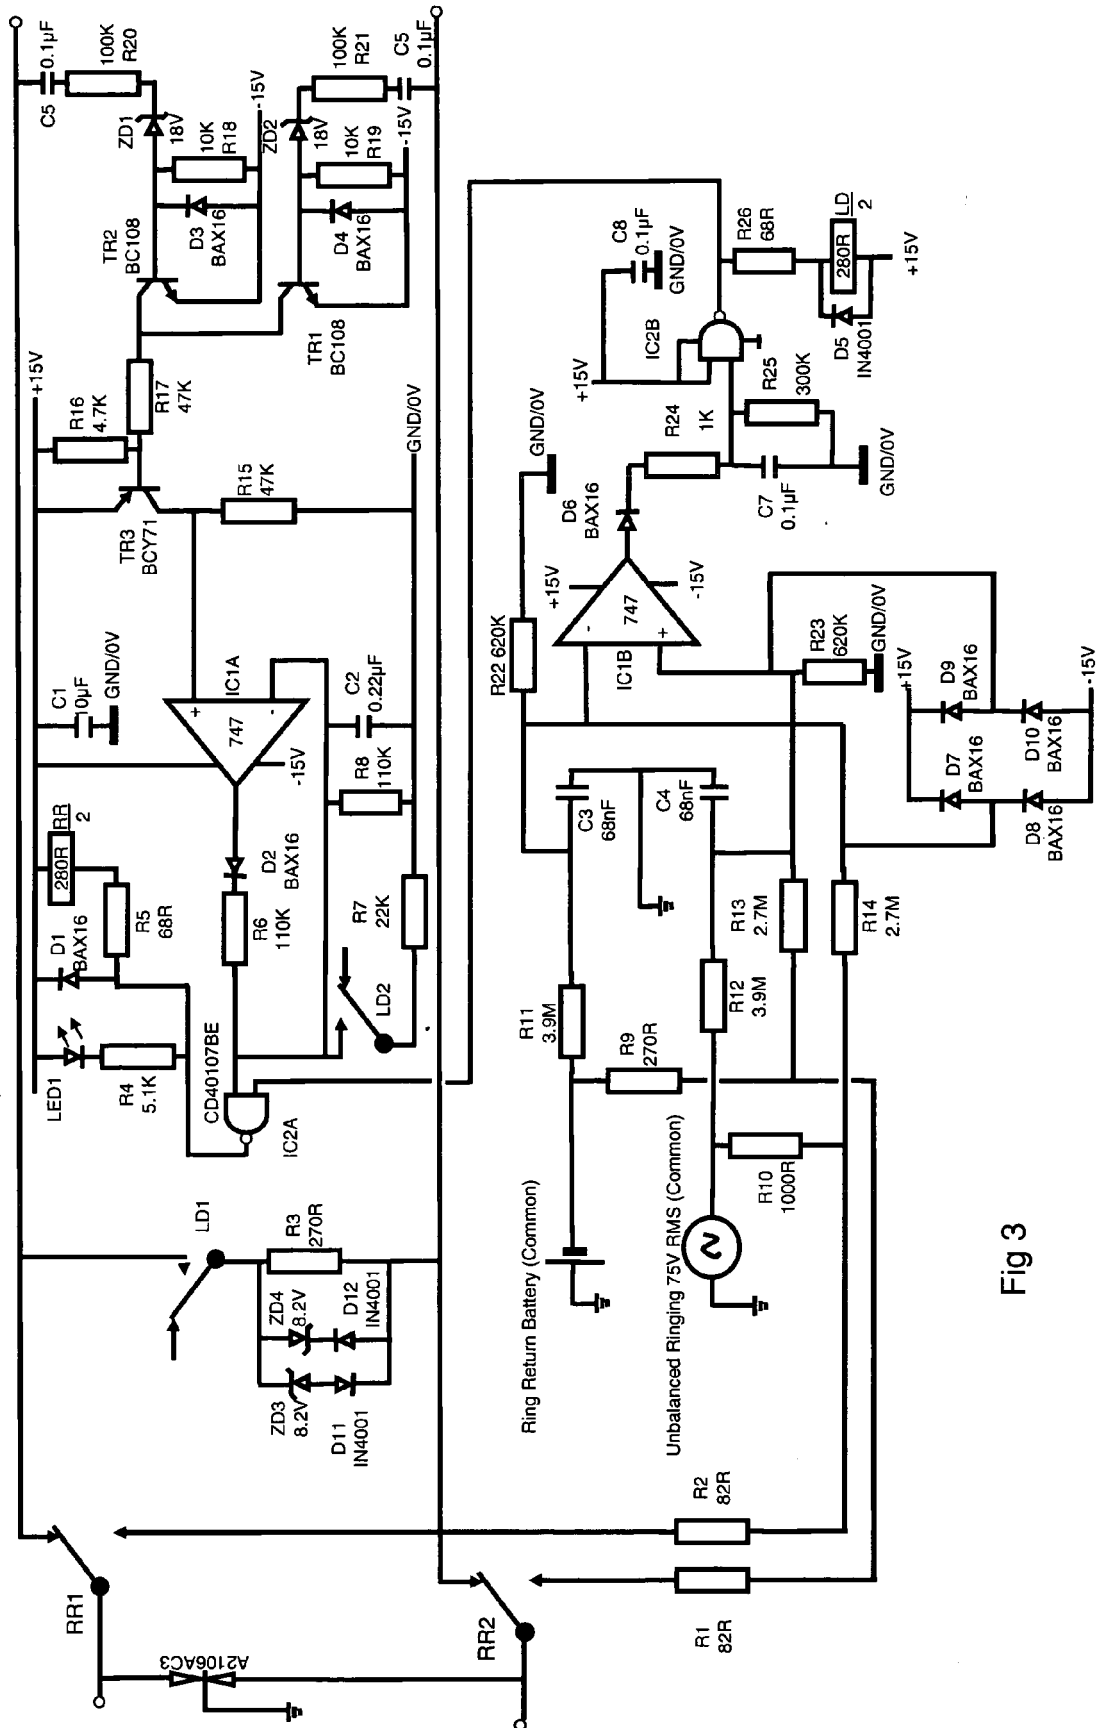 C5
0.1µF
100K
R20
ZD1
18V
10K
R18
-15V
D3
BAX16
TR2
BC108
ZD2
18V
100K
R21
C5
0.1µF
-15V
10K
R19
D4
BAX16
TR1
BC108
+15V
R16
4.7K
R17
47K
TR3
BCY71
R15
47K
GND/0V
C1
10µF
GND/0V
IC1A
+
-
747
-15V
C2
0.22µF
R8
110K
RR
2
280R
D1
BAX16
R5
68R
D2
BAX16
R6
110K
R7
22K
LD2
LED1
R4
5.1K
CD40107BE
IC2A
LD1
R3
270R
ZD4
8.2V
D12
IN4001
ZD3
8.2V
D11
IN4001
RR1
RR2
A2106AC3
R1
82R
R2
82R
Ring Return Battery (Common)
Unbalanced Ringing 75V RMS (Common)
R11
3.9M
R9
270R
R10
1000R
R12
3.9M
R13
2.7M
R14
2.7M
C3
68nF
C4
68nF
R22 620K
GND/0V
+15V
-
+
747
-15V
IC1B
D6
BAX16
R24
1K
C7
0.1µF
GND/0V
R25
300K
IC2B
+15V
C8
0.1µF
GND/0V
R26
68R
LD
2
280R
D5
IN4001
+15V
R23
620K
GND/0V
+15V
D9
BAX16
D7
BAX16
D10
BAX16
D8
BAX16
-15V
Fig 3